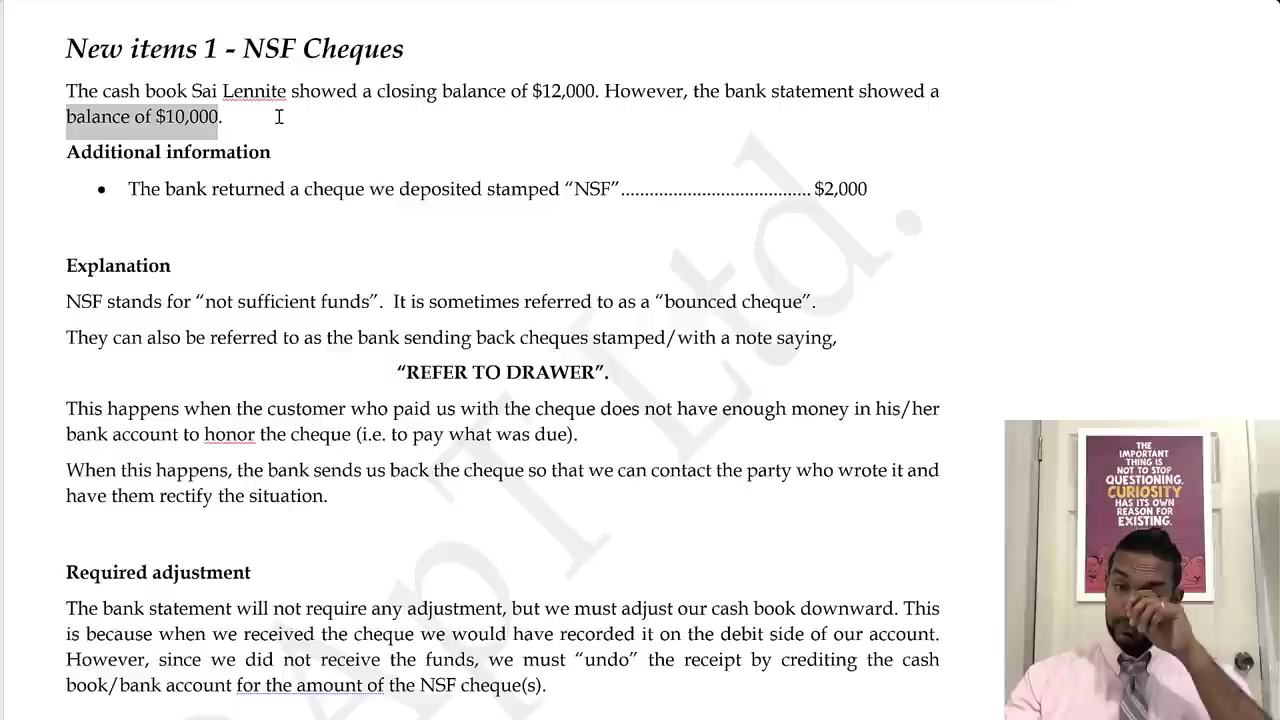 New items 1 - NSF Cheques
The cash book Sai Lennite showed a closing balance of $12,000. However, the bank statement showed a
balance of $10,000.
Additional information
• The bank returned a cheque we deposited stamped “NSF”....................................... $2,000
Explanation
NSF stands for “not sufficient funds”. It is sometimes referred to as a “bounced cheque”.
They can also be referred to as the bank sending back cheques stamped/with a note saying,
“REFER TO DRAWER”.
This happens when the customer who paid us with the cheque does not have enough money in his/her
bank account to honor the cheque (i.e. to pay what was due).
When this happens, the bank sends us back the cheque so that we can contact the party who wrote it and
have them rectify the situation.
Required adjustment
The bank statement will not require any adjustment, but we must adjust our cash book downward. This
is because when we received the cheque we would have recorded it on the debit side of our account.
However, since we did not receive the funds, we must “undo” the receipt by crediting the cash
book/bank account for the amount of the NSF cheque(s).
ApT Ltd.
THE
IMPORTANT
THING IS
NOT TO STOP
QUESTIONING.
CURIOSITY
HAS ITS OWN
REASON FOR
EXISTING.